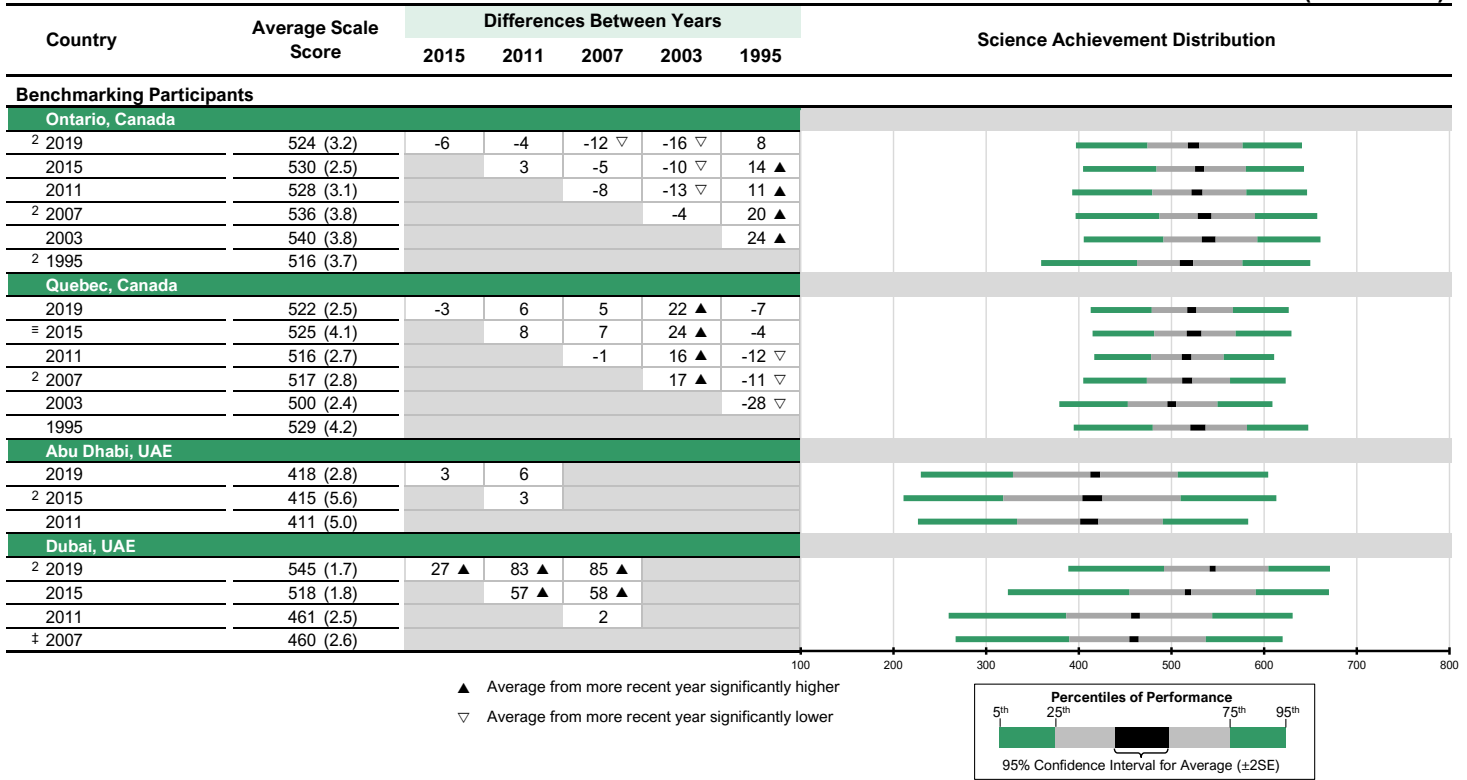 Country Average Scale Score Differences Between Years Science Achievement Distribution
2015 2011 2007 2003 1995
Benchmarking Participants
Ontario, Canada
2 2019 524 (3.2) -6 -4 -12 ▽ -16 ▽ 8
2015 530 (2.5) 3 -5 -10 ▽ 14 ▲
2011 528 (3.1) -8 -13 ▽ 11 ▲
2 2007 536 (3.8) -4 20 ▲
2003 540 (3.8) 24 ▲
2 1995 516 (3.7)
Quebec, Canada
2019 522 (2.5) -3 6 5 22 ▲ -7
≡ 2015 525 (4.1) 8 7 24 ▲ -4
2011 516 (2.7) -1 16 ▲ -12 ▽
2 2007 517 (2.8) 17 ▲ -11 ▽
2003 500 (2.4) -28 ▽
1995 529 (4.2)
Abu Dhabi, UAE
2019 418 (2.8) 3 6
2 2015 415 (5.6) 3
2011 411 (5.0)
Dubai, UAE
2 2019 545 (1.7) 27 ▲ 83 ▲ 85 ▲
2015 518 (1.8) 57 ▲ 58 ▲
2011 461 (2.5) 2
‡ 2007 460 (2.6)
100 200 300 400 500 600 700 800
▲ Average from more recent year significantly higher
▽ Average from more recent year significantly lower
Percentiles of Performance
5th 25th 75th 95th
95% Confidence Interval for Average (±2SE)